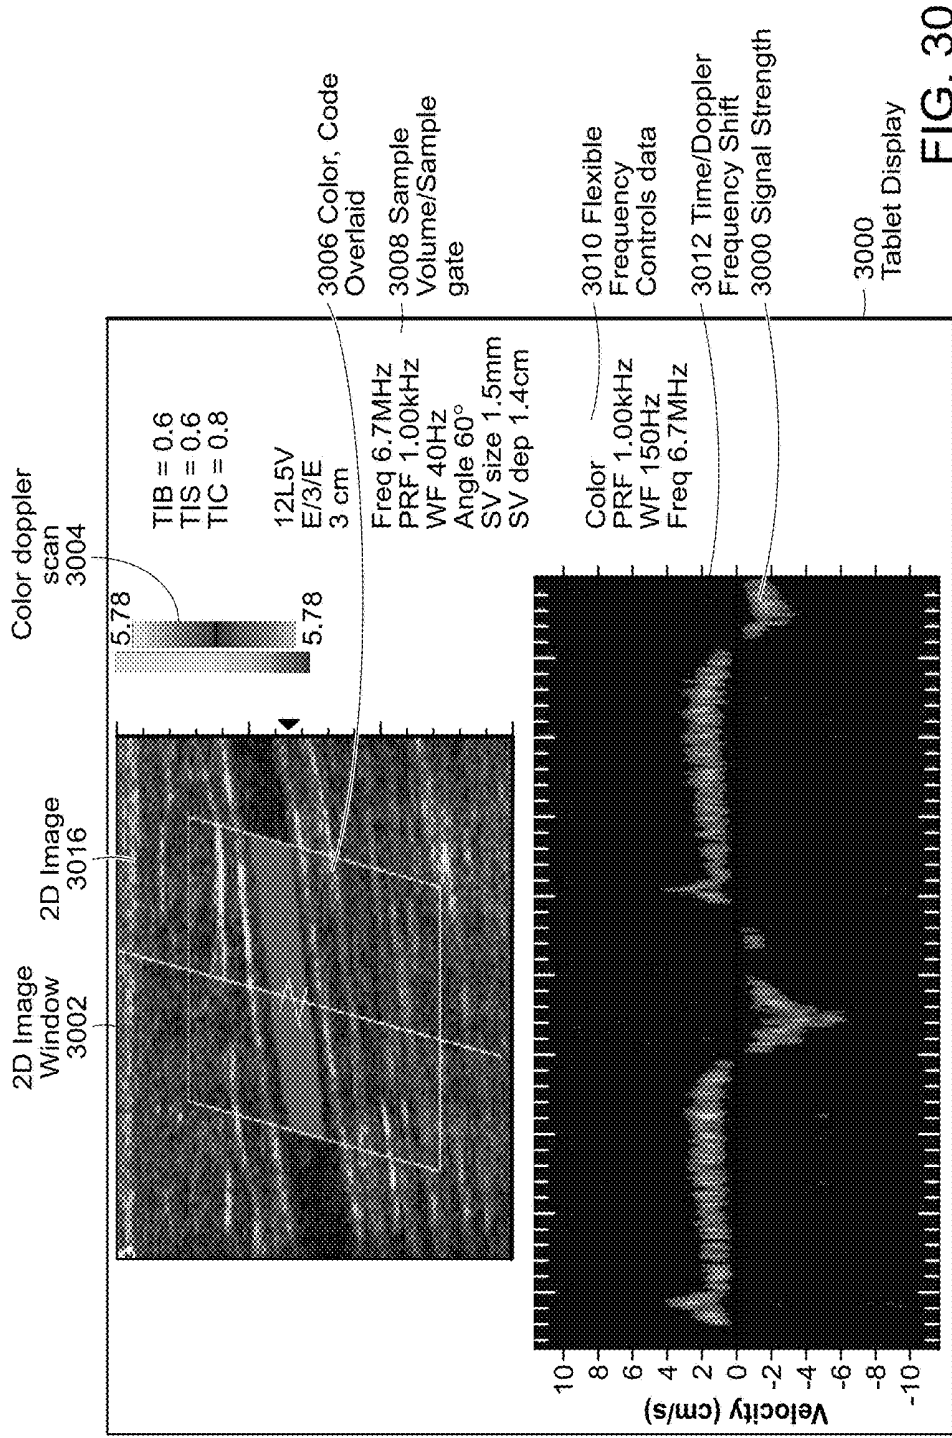 2D Image
Window
3002
2D Image
3016
Color doppler
scan
3004
5.78
5.78
TIB = 0.6
TIS = 0.6
TIC = 0.8
12L5V
E/3/E
3 cm
Freq 6.7MHz
PRF 1.00kHz
WF 40Hz
Angle 60°
SV size 1.5mm
SV dep 1.4cm
Color
PRF 1.00kHz
WF 150Hz
Freq 6.7MHz
3006 Color, Code
Overlaid
3008 Sample
Volume/Sample
gate
3010 Flexible
Frequency
Controls data
3012 Time/Doppler
Frequency Shift
3000 Signal Strength
3000
Tablet Display
Velocity (cm/s)
10
8
6
4
2
0
-2
-4
-6
-8
-10
FIG. 30